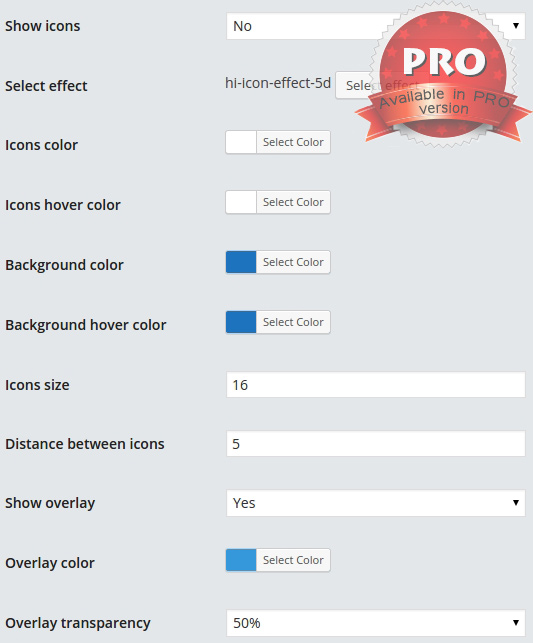 Show icons No
PRO
Available in PRO
version
Select effect hi-icon-effect-5d Select effect
Icons color Select Color
Icons hover color Select Color
Background color Select Color
Background hover color Select Color
Icons size 16
Distance between icons 5
Show overlay Yes
Overlay color Select Color
Overlay transparency 50%